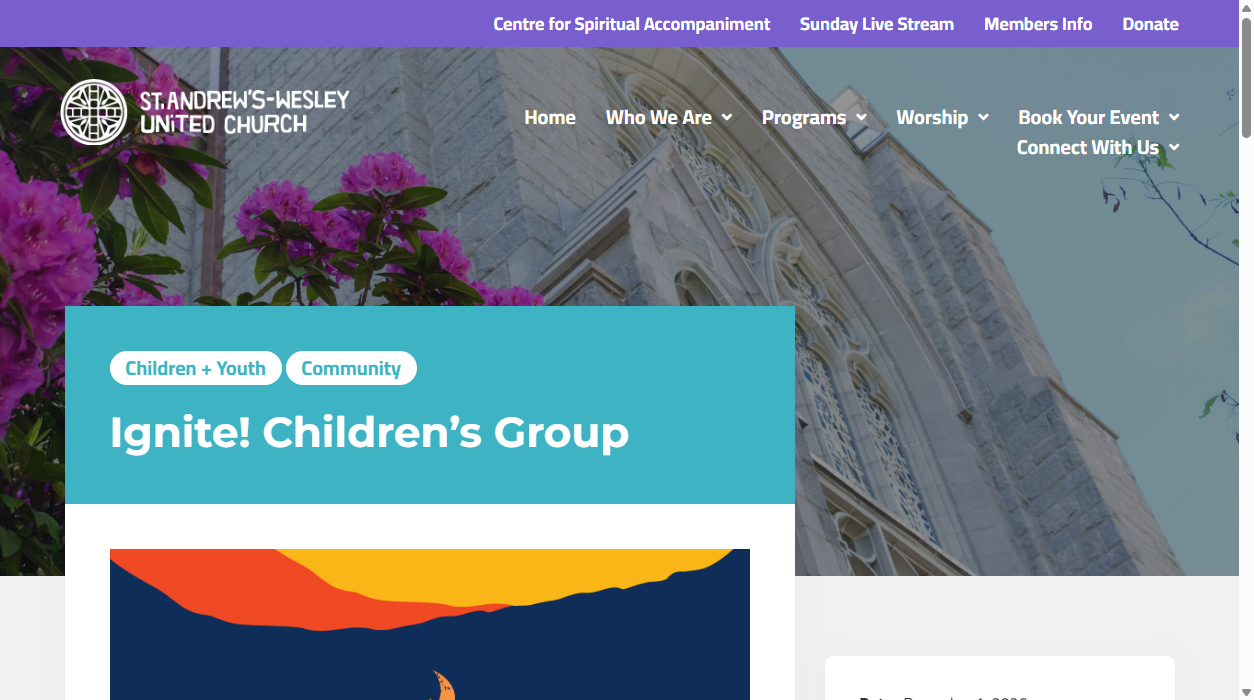 Centre for Spiritual Accompaniment Sunday Live Stream Members Info Donate
ST. ANDREW'S-WESLEY
UNITED CHURCH
Home Who We Are Programs Worship Book Your Event
Connect With Us
Children + Youth Community
Ignite! Children’s Group